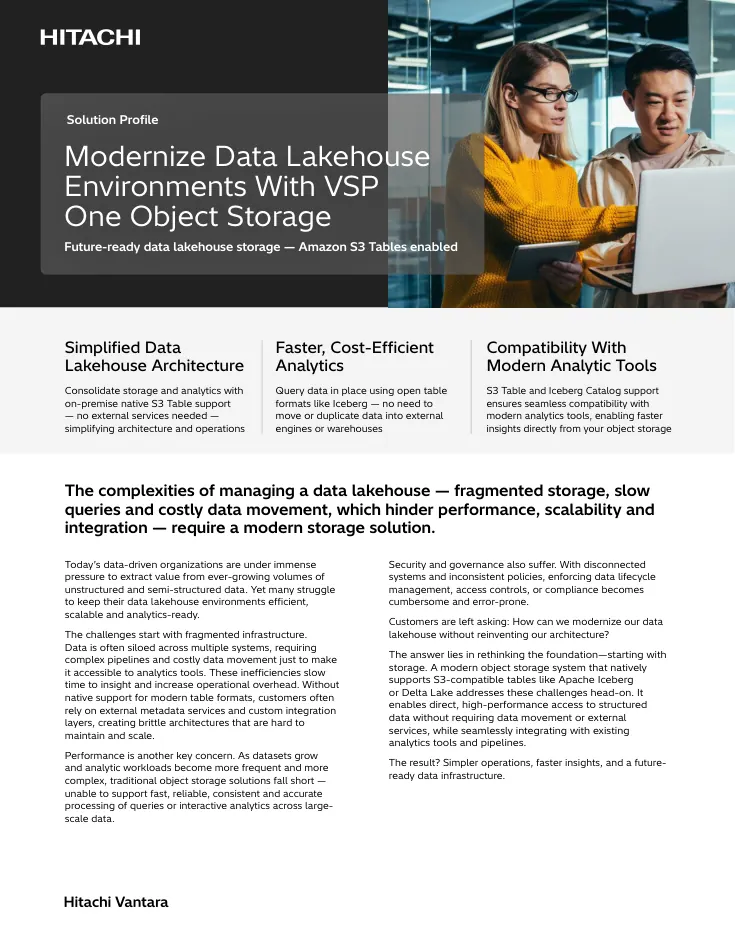 HITACHI
Solution Profile
Modernize Data Lakehouse
Environments With VSP
One Object Storage
Future-ready data lakehouse storage — Amazon S3 Tables enabled
Simplified Data
Lakehouse Architecture
Consolidate storage and analytics with
on-premise native S3 Table support
— no external services needed —
simplifying architecture and operations
Faster, Cost-Efficient
Analytics
Query data in place using open table
formats like Iceberg — no need to
move or duplicate data into external
engines or warehouses
Compatibility With
Modern Analytic Tools
S3 Table and Iceberg Catalog support
ensures seamless compatibility with
modern analytics tools, enabling faster
insights directly from your object storage
The complexities of managing a data lakehouse — fragmented storage, slow
queries and costly data movement, which hinder performance, scalability and
integration — require a modern storage solution.
Today’s data-driven organizations are under immense
pressure to extract value from ever-growing volumes of
unstructured and semi-structured data. Yet many struggle
to keep their data lakehouse environments efficient,
scalable and analytics-ready.
The challenges start with fragmented infrastructure.
Data is often siloed across multiple systems, requiring
complex pipelines and costly data movement just to make
it accessible to analytics tools. These inefficiencies slow
time to insight and increase operational overhead. Without
native support for modern table formats, customers often
rely on external metadata services and custom integration
layers, creating brittle architectures that are hard to
maintain and scale.
Performance is another key concern. As datasets grow
and analytic workloads become more frequent and more
complex, traditional object storage solutions fall short —
unable to support fast, reliable, consistent and accurate
processing of queries or interactive analytics across large-
scale data.
Security and governance also suffer. With disconnected
systems and inconsistent policies, enforcing data lifecycle
management, access controls, or compliance becomes
cumbersome and error-prone.
Customers are left asking: How can we modernize our data
lakehouse without reinventing our architecture?
The answer lies in rethinking the foundation—starting with
storage. A modern object storage system that natively
supports S3-compatible tables like Apache Iceberg
or Delta Lake addresses these challenges head-on. It
enables direct, high-performance access to structured
data without requiring data movement or external
services, while seamlessly integrating with existing
analytics tools and pipelines.
The result? Simpler operations, faster insights, and a future-
ready data infrastructure.
Hitachi Vantara